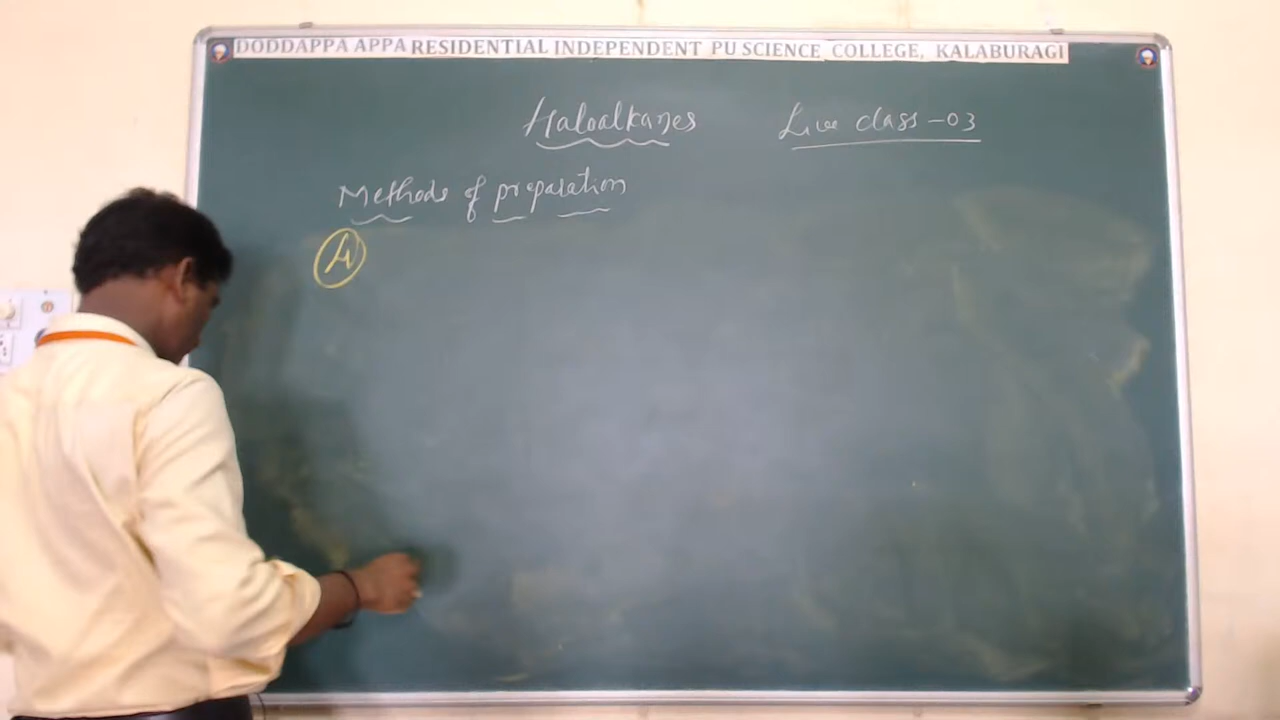 DODDAPPA APPA RESIDENTIAL INDEPENDENT PU SCIENCE COLLEGE, KALABURAGI
Haloalkanes Live class -03
Methods of preparation
A